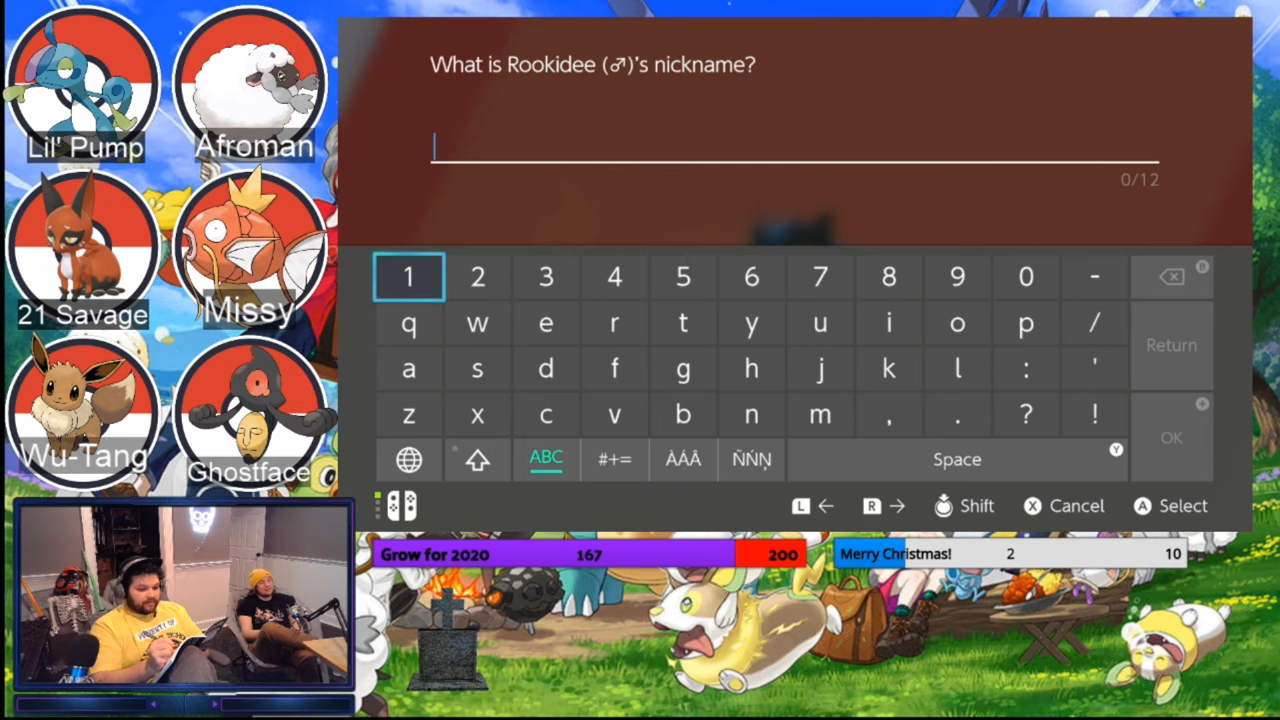 Lil' Pump
Afroman
21 Savage
Missy
Wu-Tang
Ghostface
What is Rookidee (♂)'s nickname?
0/12
1 2 3 4 5 6 7 8 9 0 -
q w e r t y u i o p /
Return
a s d f g h j k l : '
z x c v b n m , . ? !
OK
ABC #+= ÀÁÂ ÑŃŅ Space
L ← R → Shift X Cancel A Select
Grow for 2020 167 200
Merry Christmas! 2 10
PROPERTY OF